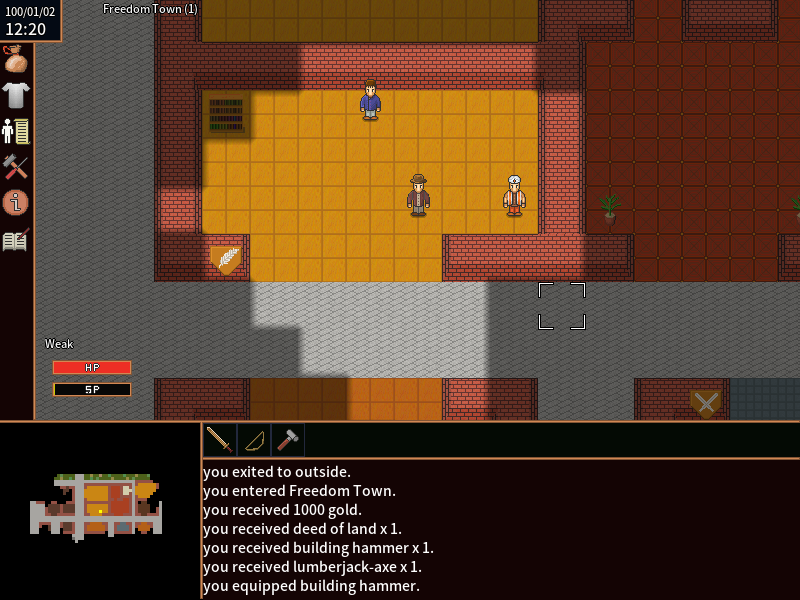 100/01/02
12:20
Freedom Town (1)
Weak
HP
SP
you exited to outside.
you entered Freedom Town.
you received 1000 gold.
you received deed of land x 1.
you received building hammer x 1.
you received lumberjack-axe x 1.
you equipped building hammer.